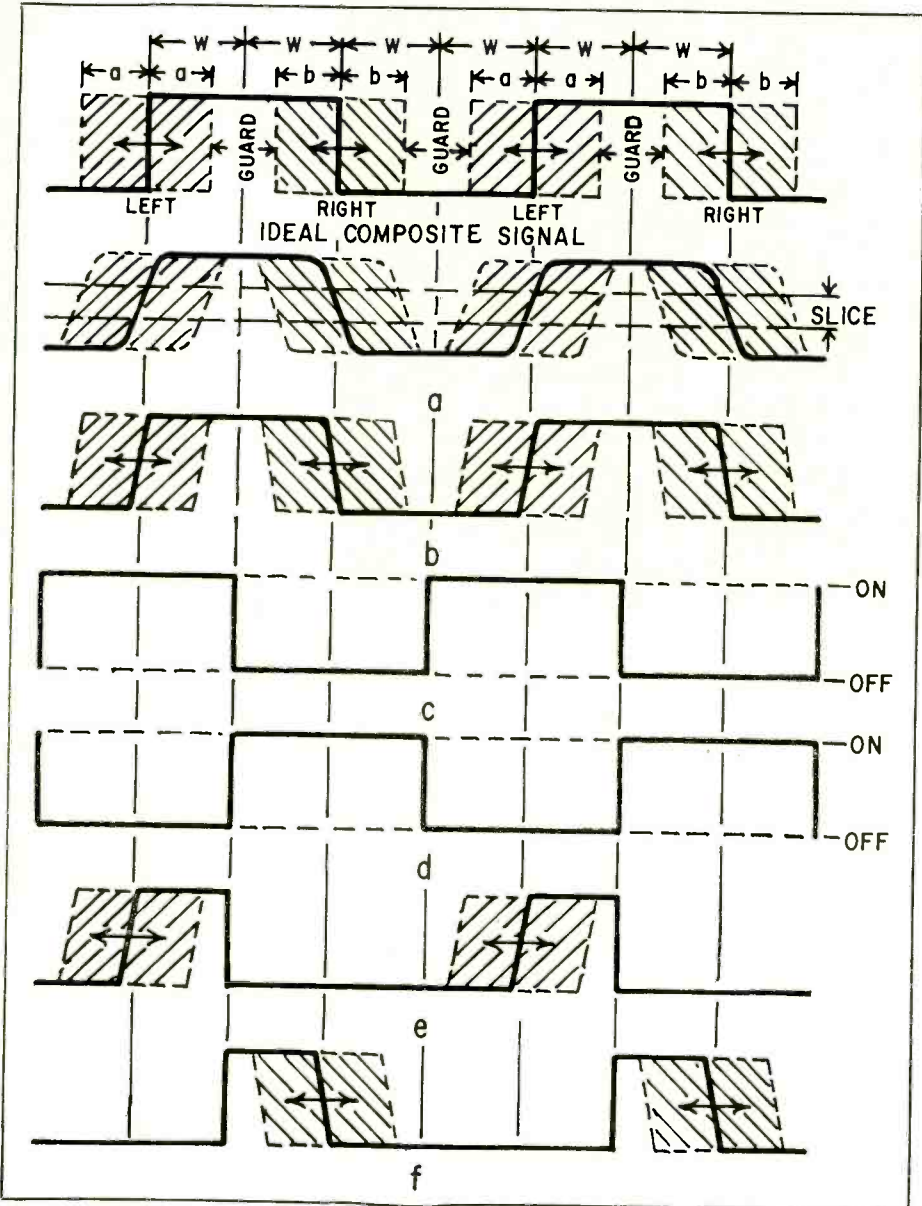 W W W W W W
a a b b a a b b
GUARD GUARD GUARD
LEFT RIGHT LEFT RIGHT
IDEAL COMPOSITE SIGNAL
SLICE
a
b
ON
OFF
c
ON
OFF
d
e
f